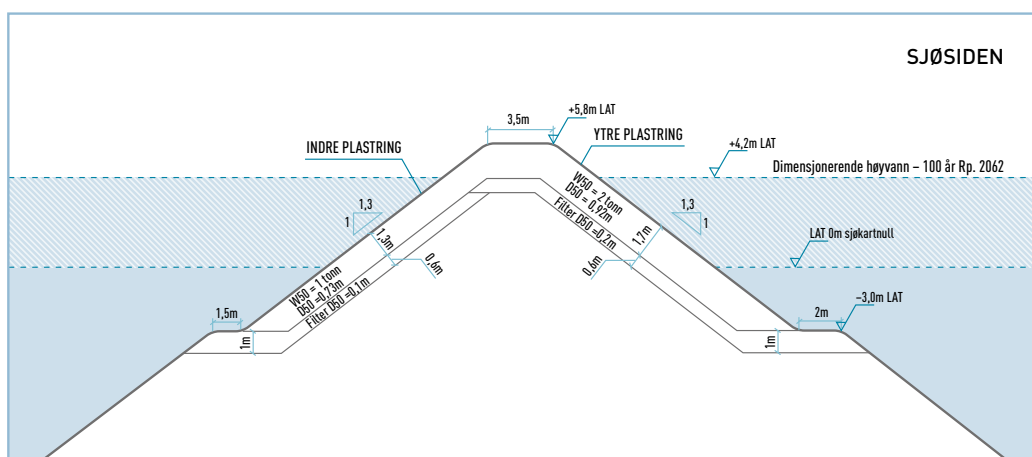 SJØSIDEN
+5,8m LAT
3,5m
INDRE PLASTRING
YTRE PLASTRING
+4,2m LAT
Dimensjonerende høyvann – 100 år Rp. 2062
W50 = 2 tonn
D50 = 0,92m
Filter D50 =0,2m
1,3
1
1,3
1
1,3m
1,7m
LAT 0m sjøkartnull
0,6m
0,6m
W50 = 1 tonn
D50 =0,73m
Filter D50 =0,1m
1,5m
2m
–3,0m LAT
1m
1m